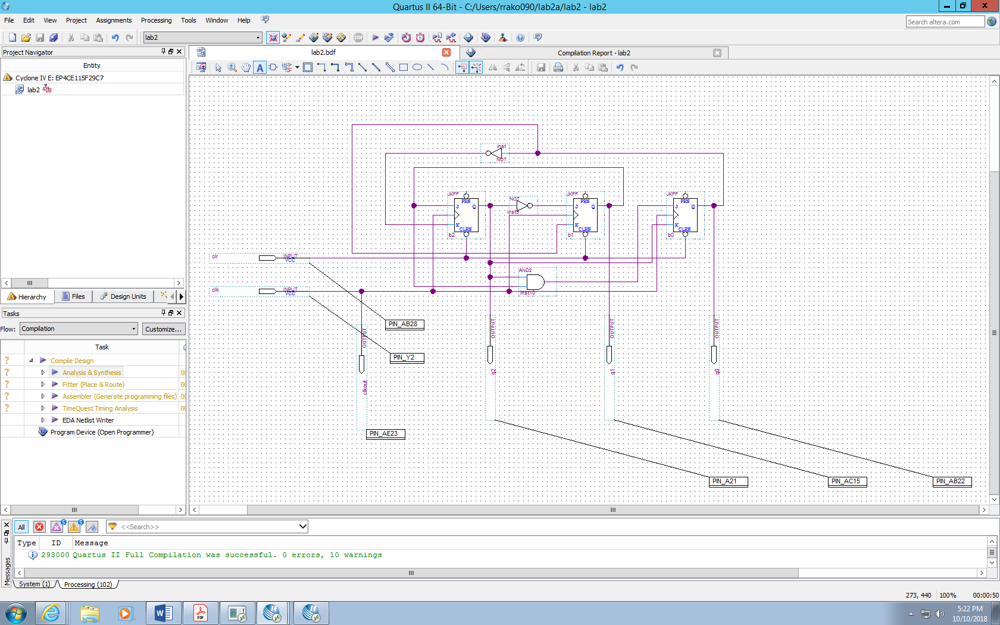 Quartus II 64-Bit - C:/Users/rrako090/lab2a/lab2 - lab2
File Edit View Project Assignments Processing Tools Window Help
Search altera.com
lab2
Project Navigator
lab2.bdf
Compilation Report - lab2
Entity
Cyclone IV E: EP4CE115F29C7
lab2
inst
NOT
JKFF
PRN
J
Q
K
CLRN
b2
NOT
inst5
JKFF
PRN
J
Q
K
CLRN
b1
JKFF
PRN
J
Q
K
CLRN
b0
clr
INPUT
VCC
AND2
inst10
clk
INPUT
VCC
Hierarchy
Files
Design Units
PIN_AB28
PIN_Y2
OUTPUT
clkout
OUTPUT
q2
OUTPUT
q1
OUTPUT
q0
PIN_AE23
PIN_A21
PIN_AC15
PIN_AB22
Tasks
Flow: Compilation
Customize...
Task
Compile Design
Analysis & Synthesis
Fitter (Place & Route)
Assembler (Generate programming files)
TimeQuest Timing Analysis
EDA Netlist Writer
Program Device (Open Programmer)
All
5
5
<<Search>>
Type ID Message
293000 Quartus II Full Compilation was successful. 0 errors, 10 warnings
Messages
System (1)
Processing (102)
273, 440 100% 00:00:50
5:22 PM
10/10/2018